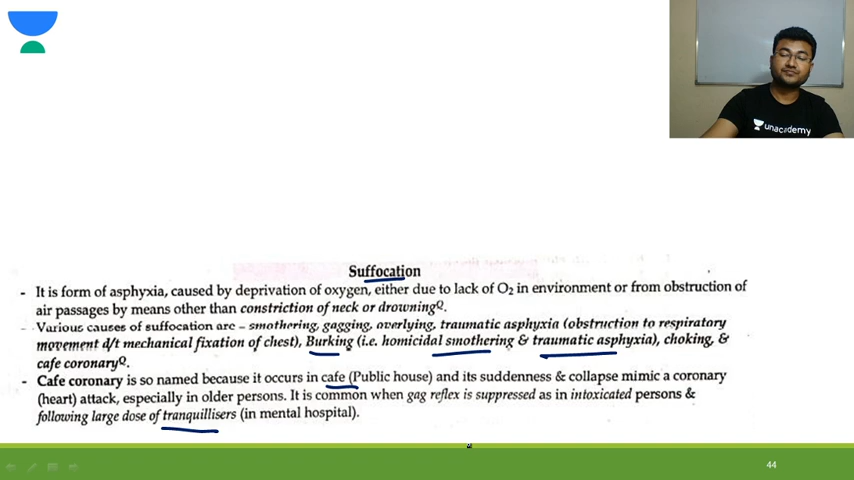 unacademy
Suffocation
- It is form of asphyxia, caused by deprivation of oxygen, either due to lack of O₂ in environment or from obstruction of
air passages by means other than constriction of neck or drowningQ.
- Various causes of suffocation are – smothering, gagging, overlying, traumatic asphyxia (obstruction to respiratory
movement d/t mechanical fixation of chest), Burking (i.e. homicidal smothering & traumatic asphyxia), choking, &
cafe coronaryQ.
- Cafe coronary is so named because it occurs in cafe (Public house) and its suddenness & collapse mimic a coronary
(heart) attack, especially in older persons. It is common when gag reflex is suppressed as in intoxicated persons &
following large dose of tranquillisers (in mental hospital).
44